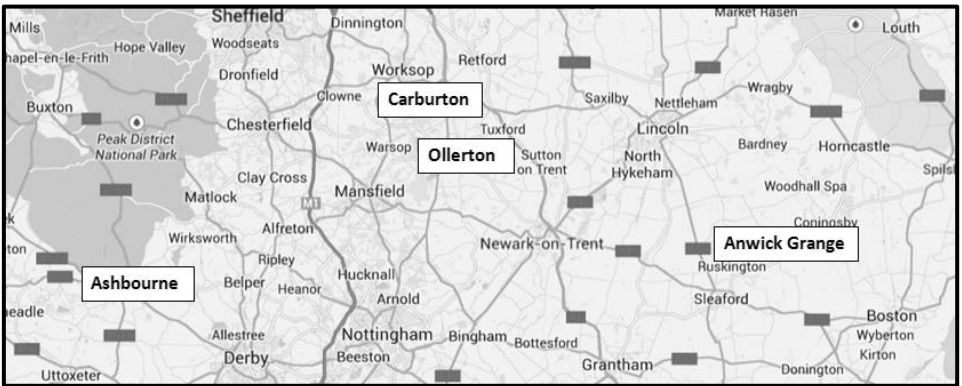 Sheffield
Dinnington
Market Rasen
Mills
Hope Valley
Woodseats
Retford
Louth
hapel-en-le-Frith
Dronfield
Worksop
Wragby
Buxton
Clowne
Carburton
Saxilby
Nettleham
Chesterfield
Tuxford
Lincoln
Peak District
National Park
Warsop
Ollerton
Sutton
on Trent
North
Hykeham
Bardney
Horncastle
Clay Cross
Spils
Matlock
Mansfield
Woodhall Spa
M1
Coningsby
Alfreton
Wirksworth
Newark-on-Trent
Anwick Grange
ton
Ripley
Ruskington
Ashbourne
Belper
Heanor
Hucknall
Arnold
Sleaford
Boston
neadle
Allestree
Nottingham
Bingham
Bottesford
Wyberton
Derby
Beeston
Grantham
Kirton
Uttoxeter
Donington